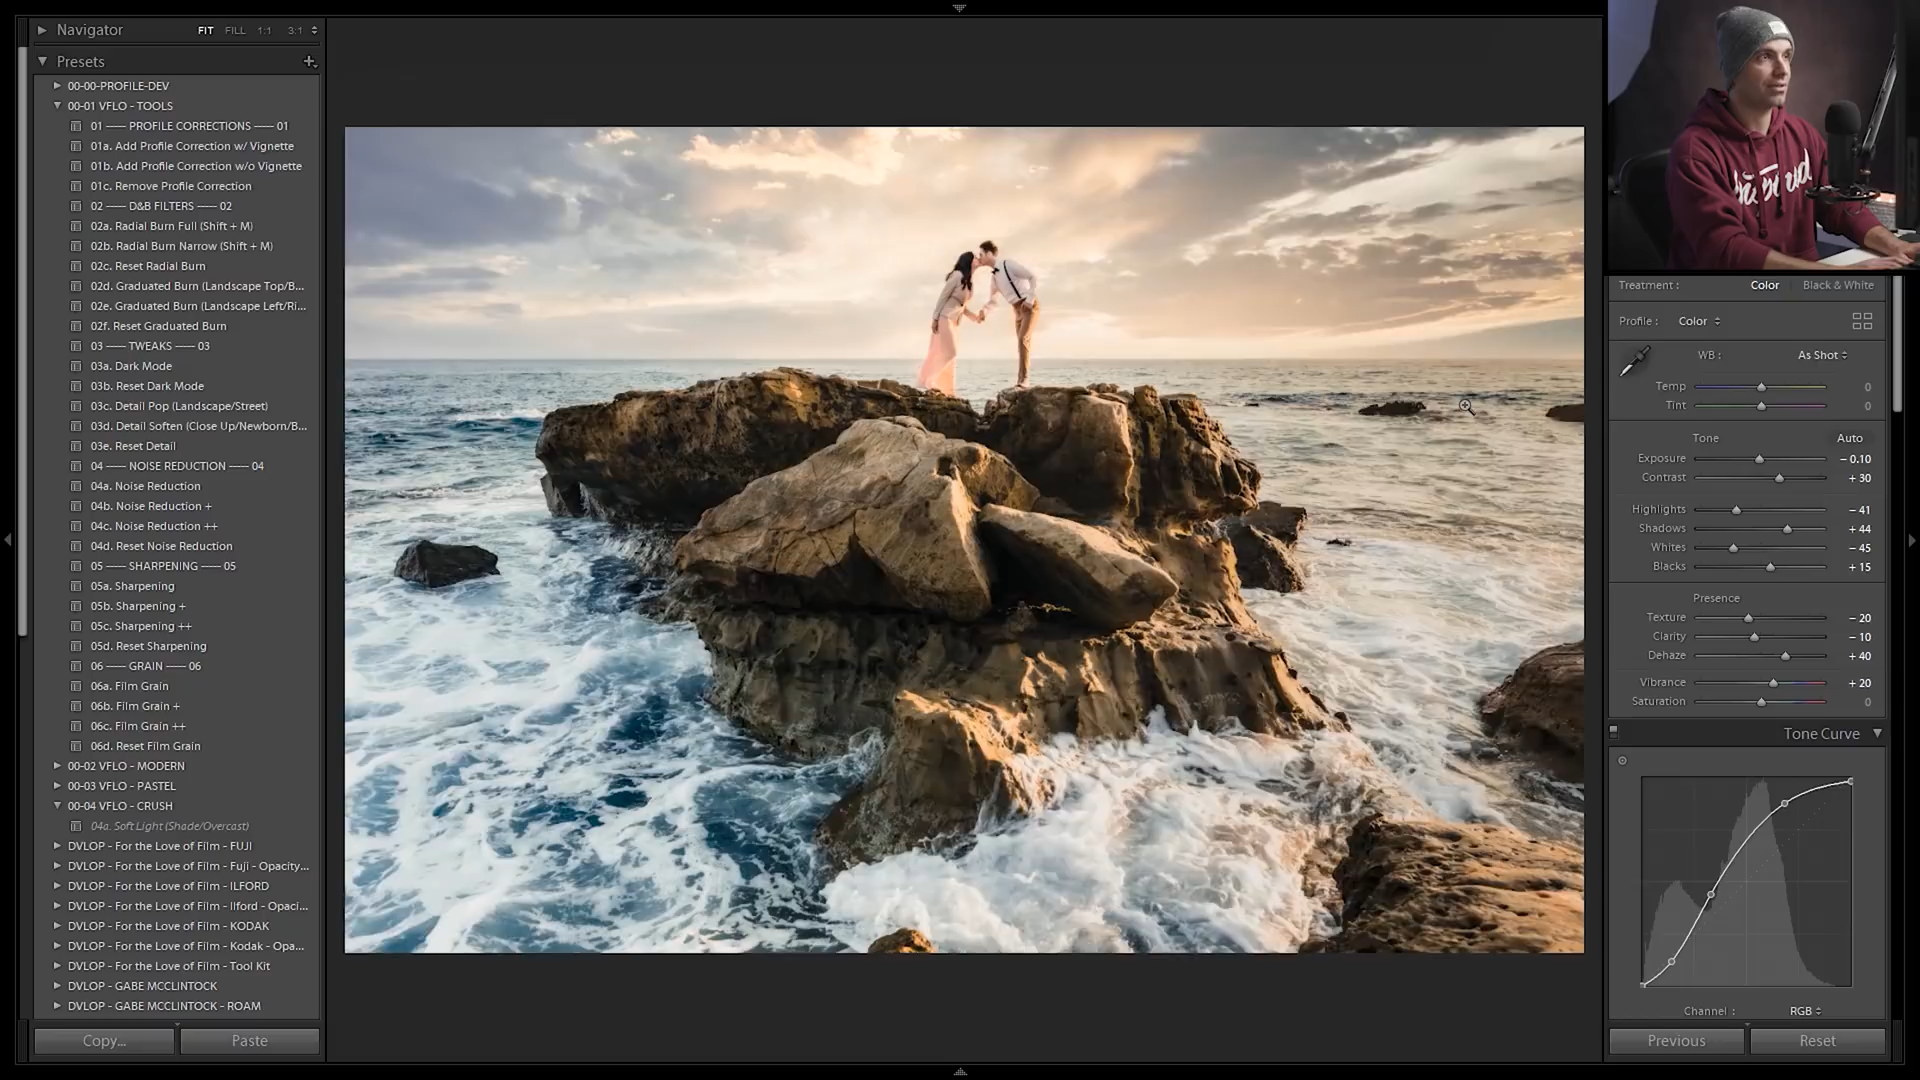 Navigator
FIT FILL 1:1 3:1
Presets
00-00-PROFILE-DEV
00-01 VFLO - TOOLS
01 —— PROFILE CORRECTIONS —— 01
01a. Add Profile Correction w/ Vignette
01b. Add Profile Correction w/o Vignette
01c. Remove Profile Correction
02 —— D&B FILTERS —— 02
02a. Radial Burn Full (Shift + M)
02b. Radial Burn Narrow (Shift + M)
02c. Reset Radial Burn
02d. Graduated Burn (Landscape Top/B...
02e. Graduated Burn (Landscape Left/Ri...
02f. Reset Graduated Burn
03 —— TWEAKS —— 03
03a. Dark Mode
03b. Reset Dark Mode
03c. Detail Pop (Landscape/Street)
03d. Detail Soften (Close Up/Newborn/B...
03e. Reset Detail
04 —— NOISE REDUCTION —— 04
04a. Noise Reduction
04b. Noise Reduction +
04c. Noise Reduction ++
04d. Reset Noise Reduction
05 —— SHARPENING —— 05
05a. Sharpening
05b. Sharpening +
05c. Sharpening ++
05d. Reset Sharpening
06 —— GRAIN —— 06
06a. Film Grain
06b. Film Grain +
06c. Film Grain ++
06d. Reset Film Grain
00-02 VFLO - MODERN
00-03 VFLO - PASTEL
00-04 VFLO - CRUSH
04a. Soft Light (Shade/Overcast)
DVLOP - For the Love of Film - FUJI
DVLOP - For the Love of Film - Fuji - Opacity...
DVLOP - For the Love of Film - ILFORD
DVLOP - For the Love of Film - Ilford - Opaci...
DVLOP - For the Love of Film - KODAK
DVLOP - For the Love of Film - Kodak - Opa...
DVLOP - For the Love of Film - Tool Kit
DVLOP - GABE MCCLINTOCK
DVLOP - GABE MCCLINTOCK - ROAM
Copy... Paste
Treatment : Color Black & White
Profile : Color
WB : As Shot
Temp 0
Tint 0
Tone Auto
Exposure - 0.10
Contrast + 30
Highlights - 41
Shadows + 44
Whites - 45
Blacks + 15
Presence
Texture - 20
Clarity - 10
Dehaze + 40
Vibrance + 20
Saturation 0
Tone Curve
Channel : RGB
Previous Reset